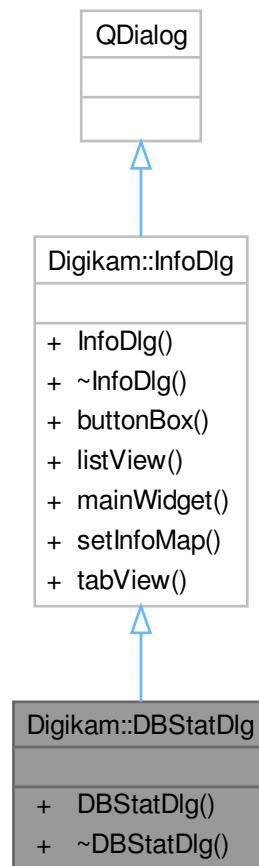 QDialog
Digikam::InfoDlg
+ InfoDlg()
+ ~InfoDlg()
+ buttonBox()
+ listView()
+ mainWidget()
+ setInfoMap()
+ tabView()
Digikam::DBStatDlg
+ DBStatDlg()
+ ~DBStatDlg()